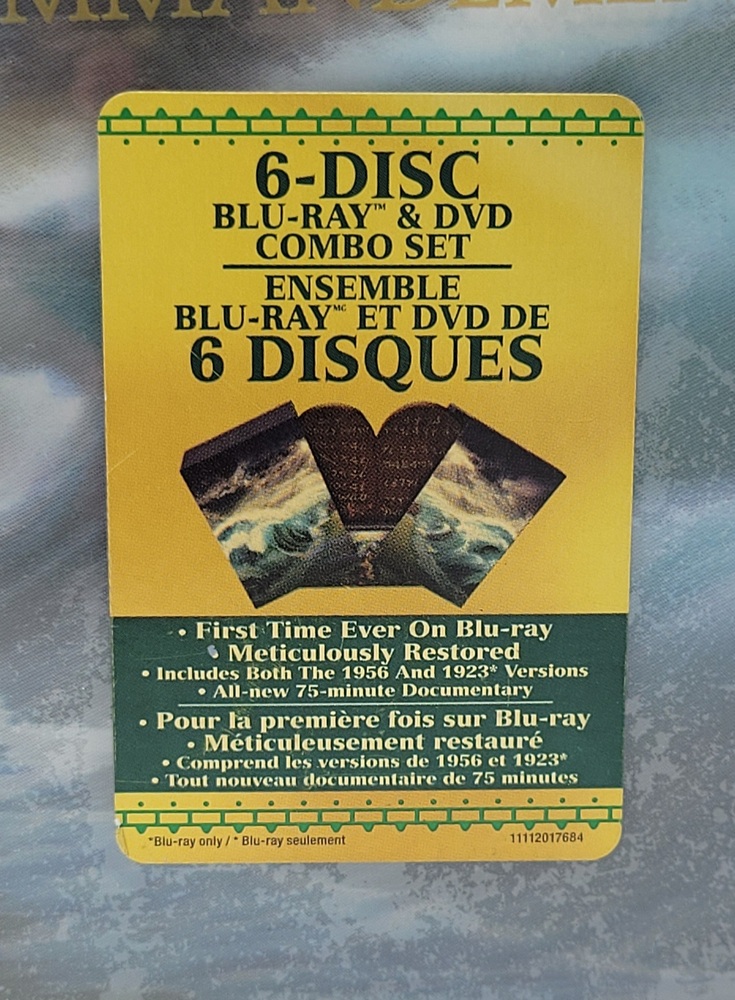 6-DISC
BLU-RAY™ & DVD
COMBO SET
ENSEMBLE
BLU-RAY MC ET DVD DE
6 DISQUES
• First Time Ever On Blu-ray
• Meticulously Restored
• Includes Both The 1956 And 1923* Versions
• All-new 75-minute Documentary
• Pour la première fois sur Blu-ray
• Méticuleusement restauré
• Comprend les versions de 1956 et 1923*
• Tout nouveau documentaire de 75 minutes
*Blu-ray only / * Blu-ray seulement
11112017684